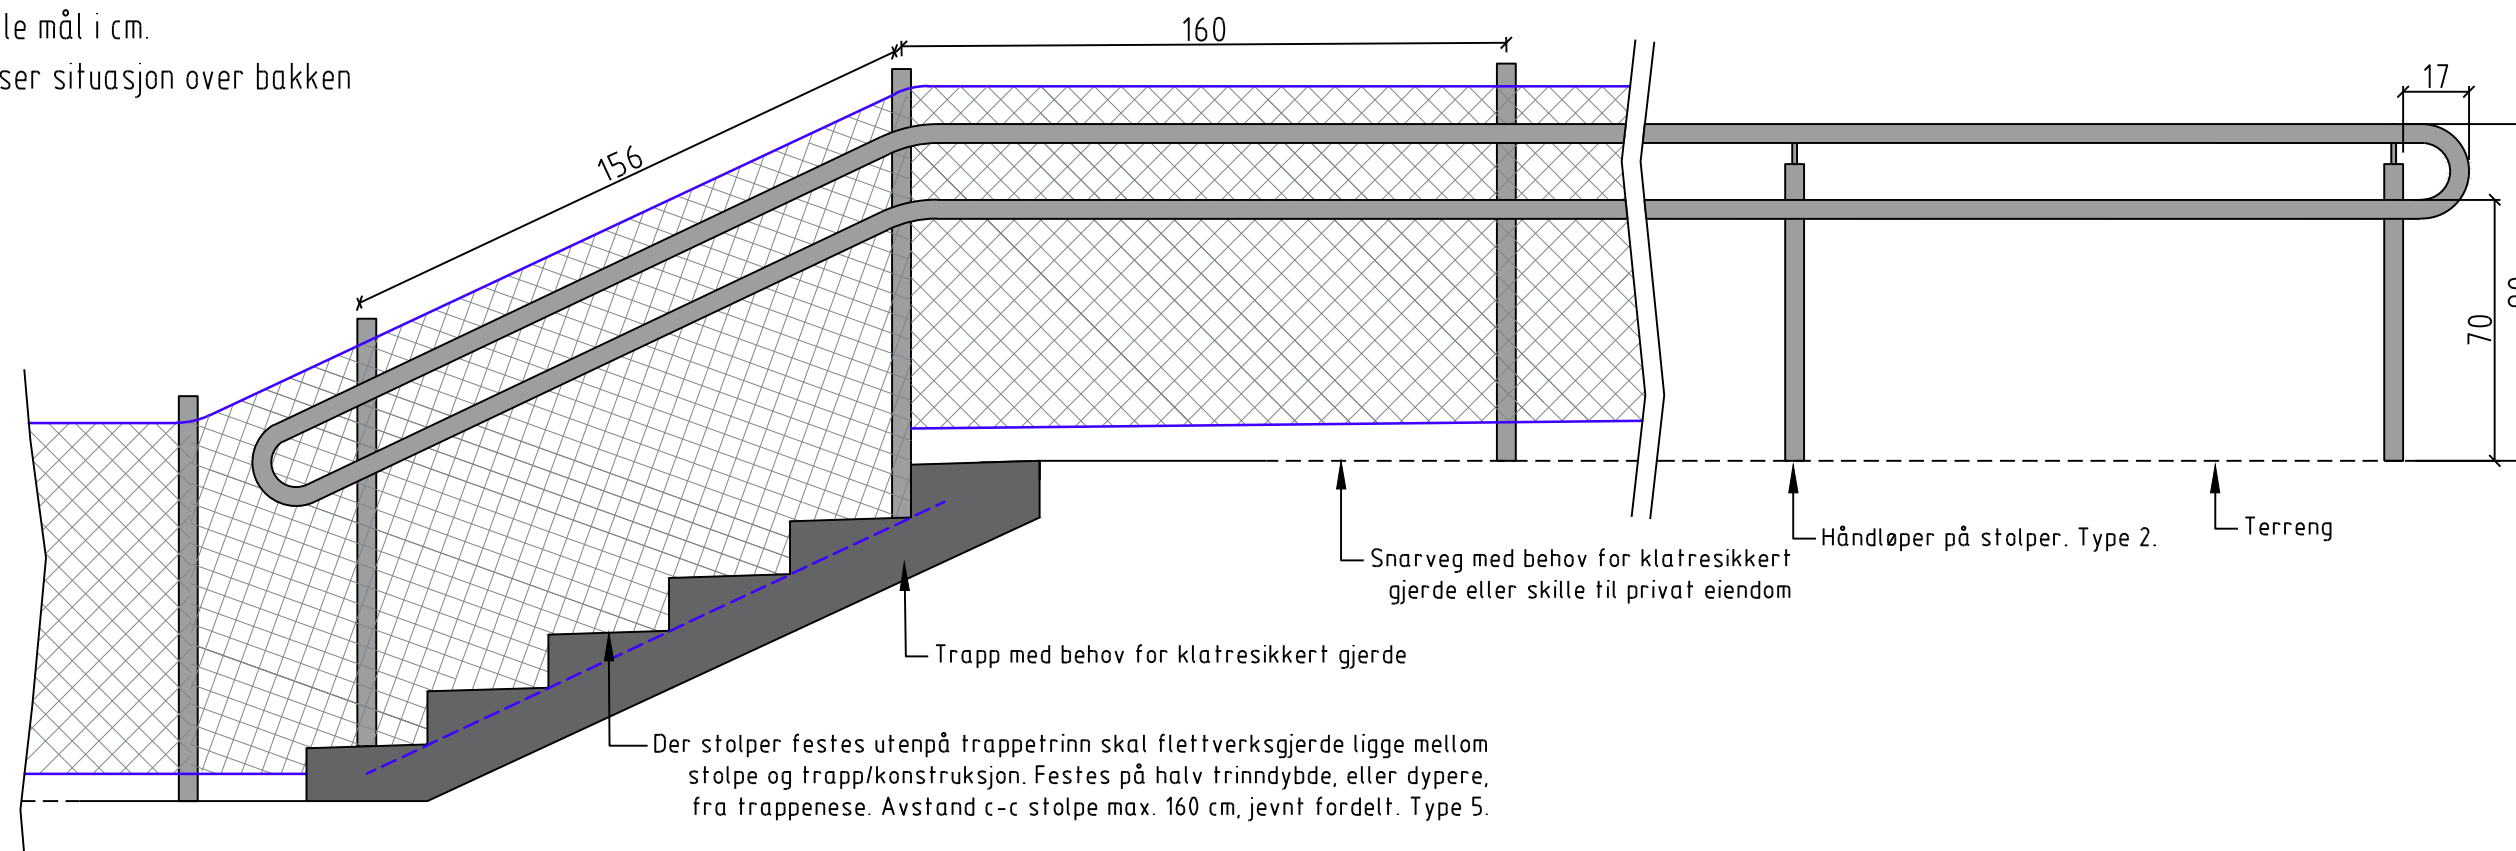 le mål i cm.
ser situasjon over bakken
160
17
156
70
Håndløper på stolper. Type 2.
Terreng
Snarveg med behov for klatresikkert
gjerde eller skille til privat eiendom
Trapp med behov for klatresikkert gjerde
Der stolper festes utenpå trappetrinn skal flettverksgjerde ligge mellom
stolpe og trapp/konstruksjon. Festes på halv trinndybde, eller dypere,
fra trappenese. Avstand c-c stolpe max. 160 cm, jevnt fordelt. Type 5.